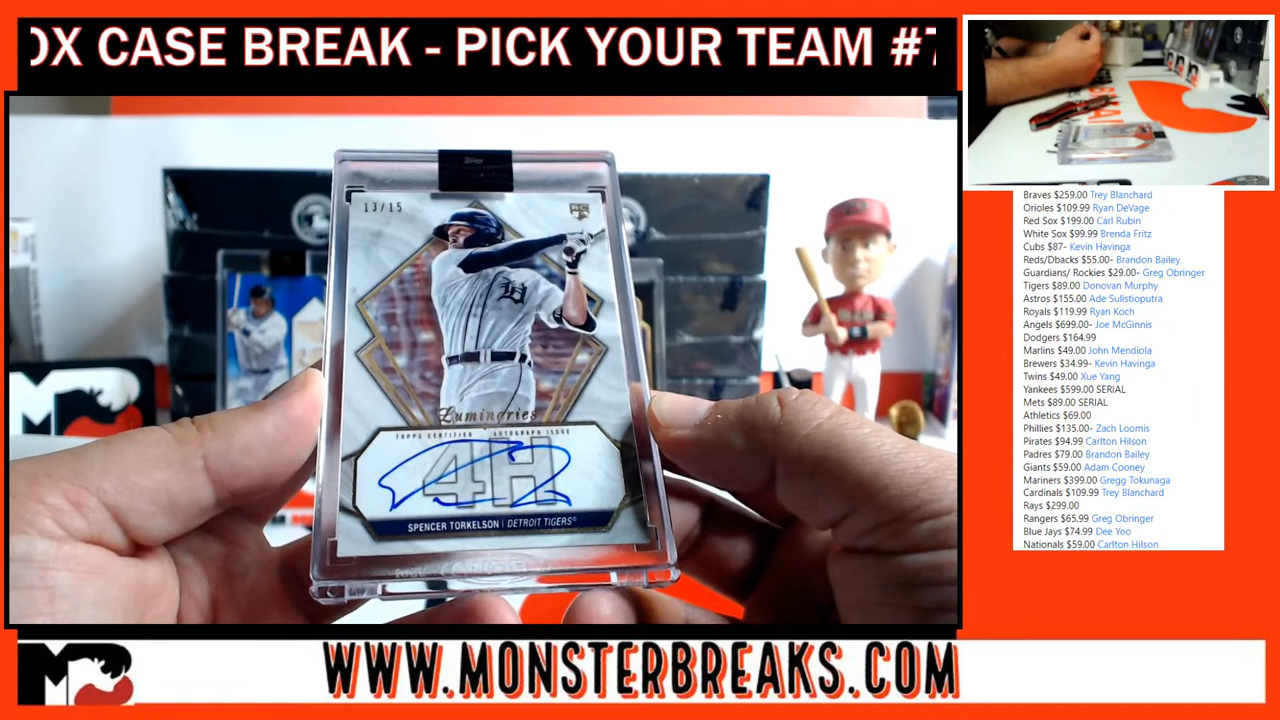 OX CASE BREAK - PICK YOUR TEAM #7
13/15
RC
topps
Luminaries
TOPPS CERTIFIED AUTOGRAPH ISSUE
4H
SPENCER TORKELSON | DETROIT TIGERS®
Braves $259.00 Trey Blanchard
Orioles $109.99 Ryan DeVage
Red Sox $199.00 Carl Rubin
White Sox $99.99 Brenda Fritz
Cubs $87- Kevin Havinga
Reds/Dbacks $55.00- Brandon Bailey
Guardians/ Rockies $29.00- Greg Obringer
Tigers $89.00 Donovan Murphy
Astros $155.00 Ade Sulistioputra
Royals $119.99 Ryan Koch
Angels $699.00- Joe McGinnis
Dodgers $164.99
Marlins $49.00 John Mendiola
Brewers $34.99- Kevin Havinga
Twins $49.00 Xue Yang
Yankees $599.00 SERIAL
Mets $89.00 SERIAL
Athletics $69.00
Phillies $135.00- Zach Loomis
Pirates $94.99 Carlton Hilson
Padres $79.00 Brandon Bailey
Giants $59.00 Adam Cooney
Mariners $399.00 Gregg Tokunaga
Cardinals $109.99 Trey Blanchard
Rays $299.00
Rangers $65.99 Greg Obringer
Blue Jays $74.99 Dee Yoo
Nationals $59.00 Carlton Hilson
WWW.MONSTERBREAKS.COM